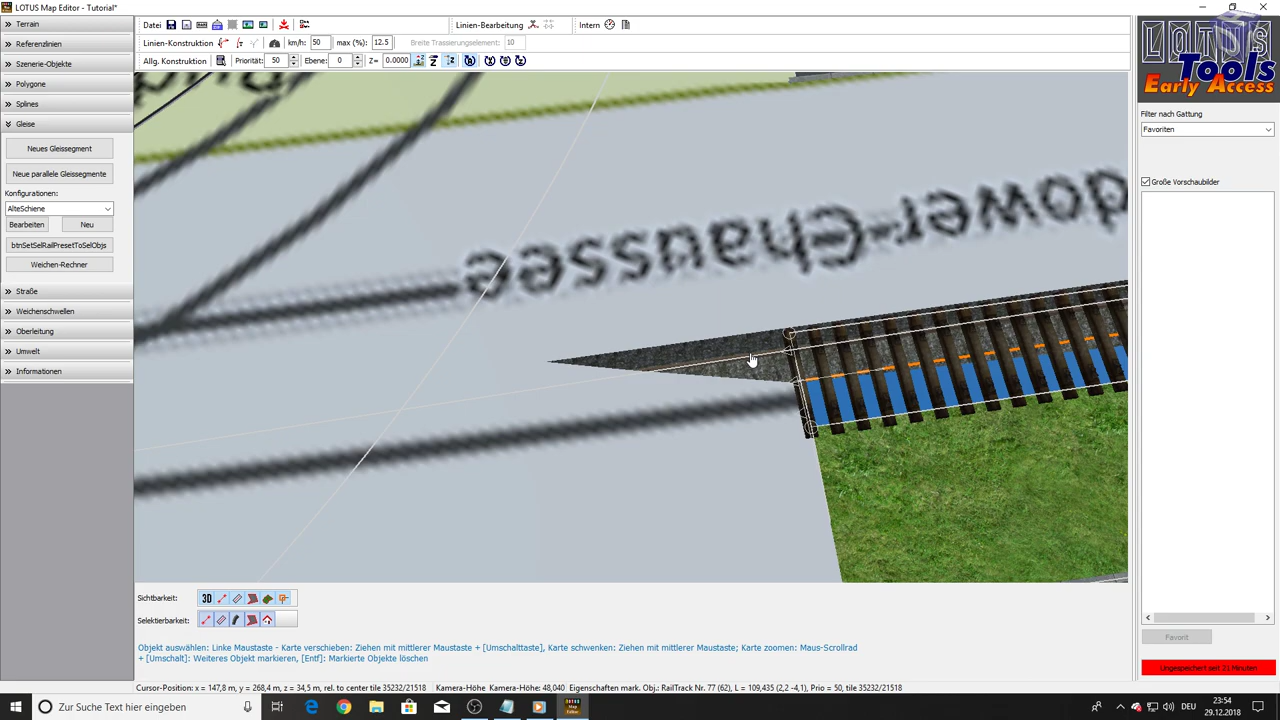 LOTUS Map Editor - Tutorial*
Terrain
Referenzlinien
Szenerie-Objekte
Polygone
Splines
Gleise
Neues Gleissegment
Neue parallele Gleissegmente
Konfigurationen:
AlteSchiene
Bearbeiten Neu
btnSetSelRailPresetToSelObjs
Weichen-Rechner
Straße
Weichenschwellen
Oberleitung
Umwelt
Informationen
Datei Linien-Bearbeitung Intern
Linien-Konstruktion km/h: 50 max (%): 12.5 Breite Trassierungselement: 10
Allg. Konstruktion Priorität: 50 Ebene: 0 Z= 0.0000
dower-Chaussee
LOTUS
Tools
Early Access
Filter nach Gattung
Favoriten
Große Vorschaubilder
Favorit
Ungespeichert seit 21 Minuten
Sichtbarkeit: 3D
Selektierbarkeit:
Objekt auswählen: Linke Maustaste - Karte verschieben: Ziehen mit mittlerer Maustaste + [Umschalttaste], Karte schwenken: Ziehen mit mittlerer Maustaste; Karte zoomen: Maus-Scrollrad
+ [Umschalt]: Weiteres Objekt markieren, [Entf]: Markierte Objekte löschen
Cursor-Position: x = 147,8 m, y = 268,4 m, z = 34,5 m, rel. to center tile 35232/21518 Kamera-Höhe Kamera-Höhe: 48,040 Eigenschaften mark. Obj.: RailTrack Nr. 77 (62), L = 109,435 (2,2 -4,1), Prio = 50, tile 35232/21518
Zur Suche Text hier eingeben
DEU
23:54
29.12.2018